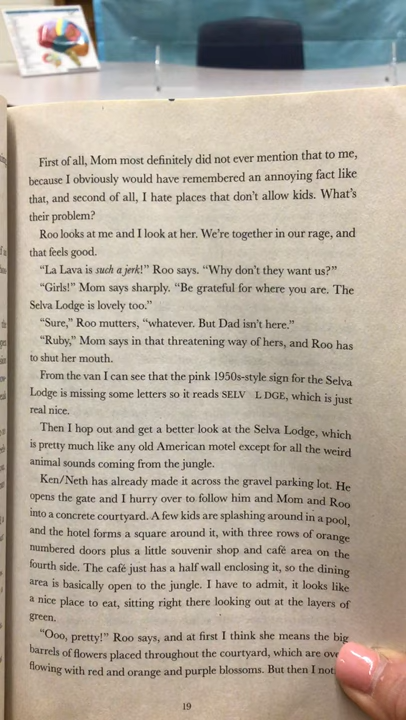 First of all, Mom most definitely did not ever mention that to me,
because I obviously would have remembered an annoying fact like
that, and second of all, I hate places that don't allow kids. What's
their problem?
Roo looks at me and I look at her. We're together in our rage, and
that feels good.
"La Lava is such a jerk!" Roo says. "Why don't they want us?"
"Girls!" Mom says sharply. "Be grateful for where you are. The
Selva Lodge is lovely too."
"Sure," Roo mutters, "whatever. But Dad isn't here."
"Ruby," Mom says in that threatening way of hers, and Roo has
to shut her mouth.
From the van I can see that the pink 1950s-style sign for the Selva
Lodge is missing some letters so it reads SELV L DGE, which is just
real nice.
Then I hop out and get a better look at the Selva Lodge, which
is pretty much like any old American motel except for all the weird
animal sounds coming from the jungle.
Ken/Neth has already made it across the gravel parking lot. He
opens the gate and I hurry over to follow him and Mom and Roo
into a concrete courtyard. A few kids are splashing around in a pool,
and the hotel forms a square around it, with three rows of orange
numbered doors plus a little souvenir shop and café area on the
fourth side. The café just has a half wall enclosing it, so the dining
area is basically open to the jungle. I have to admit, it looks like
a nice place to eat, sitting right there looking out at the layers of
green.
"Ooo, pretty!" Roo says, and at first I think she means the big
barrels of flowers placed throughout the courtyard, which are over
flowing with red and orange and purple blossoms. But then I not
19